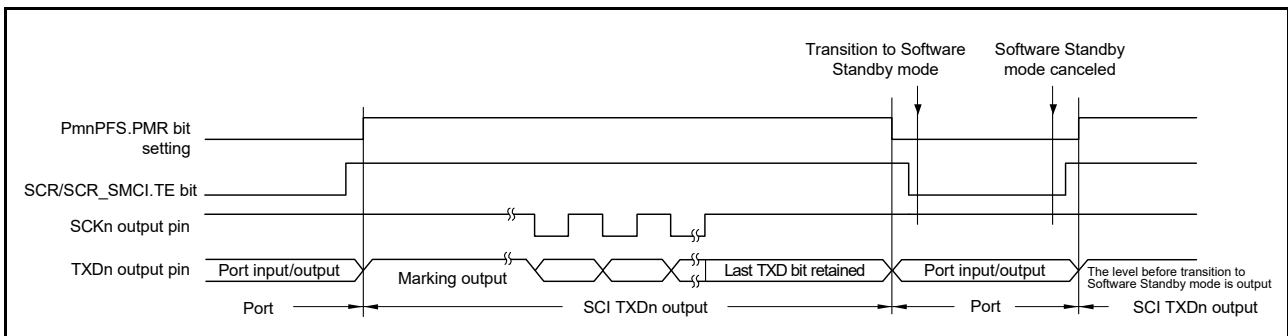 Transition to Software
Standby mode
Software Standby
mode canceled
PmnPFS.PMR bit
setting
SCR/SCR_SMCI.TE bit
SCKn output pin
TXDn output pin
Port input/output
Marking output
Last TXD bit retained
Port input/output
The level before transition to
Software Standby mode is output
Port
SCI TXDn output
Port
SCI TXDn output